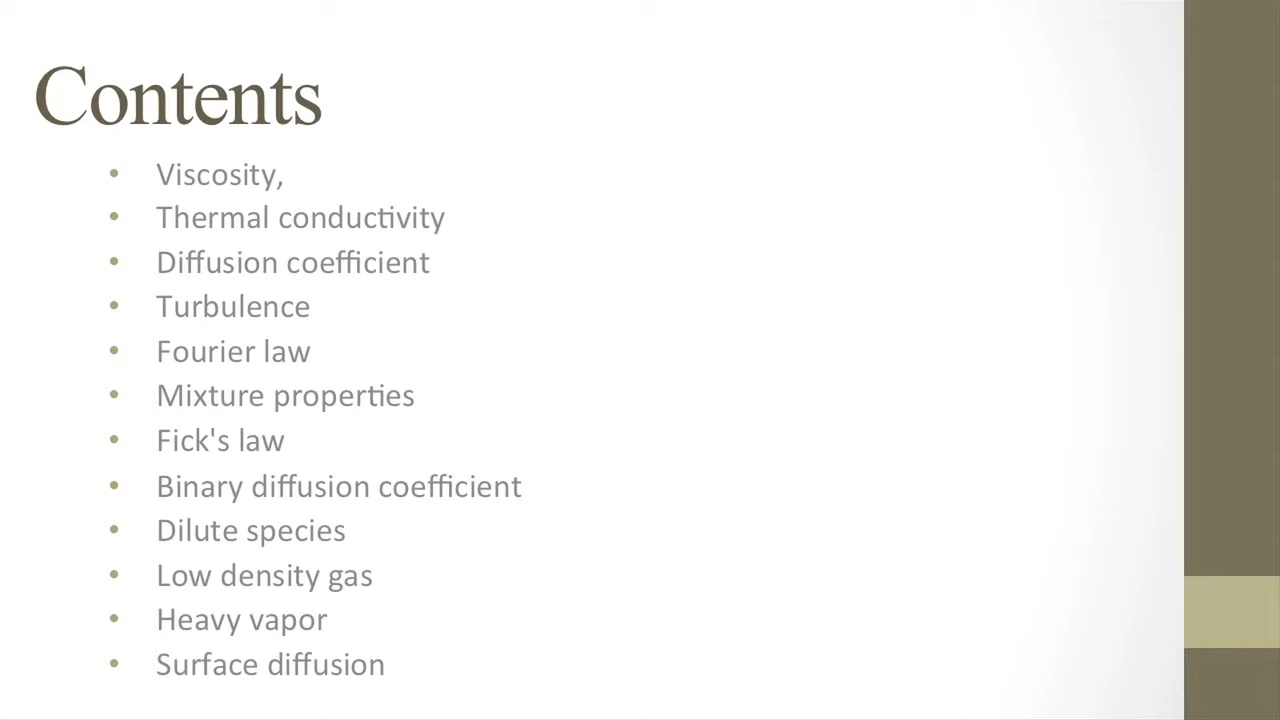 Contents
• Viscosity,
• Thermal conductivity
• Diffusion coefficient
• Turbulence
• Fourier law
• Mixture properties
• Fick's law
• Binary diffusion coefficient
• Dilute species
• Low density gas
• Heavy vapor
• Surface diffusion